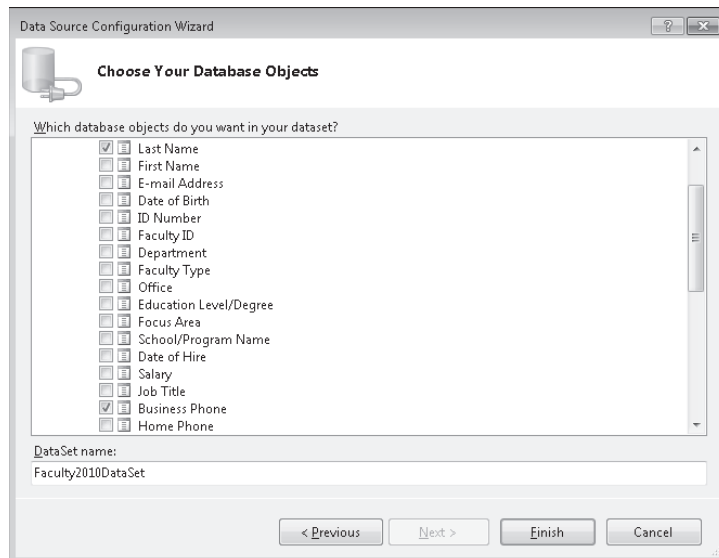 Data Source Configuration Wizard
Choose Your Database Objects
Which database objects do you want in your dataset?
Last Name
First Name
E-mail Address
Date of Birth
ID Number
Faculty ID
Department
Faculty Type
Office
Education Level/Degree
Focus Area
School/Program Name
Date of Hire
Salary
Job Title
Business Phone
Home Phone
DataSet name:
Faculty2010DataSet
< Previous
Next >
Finish
Cancel